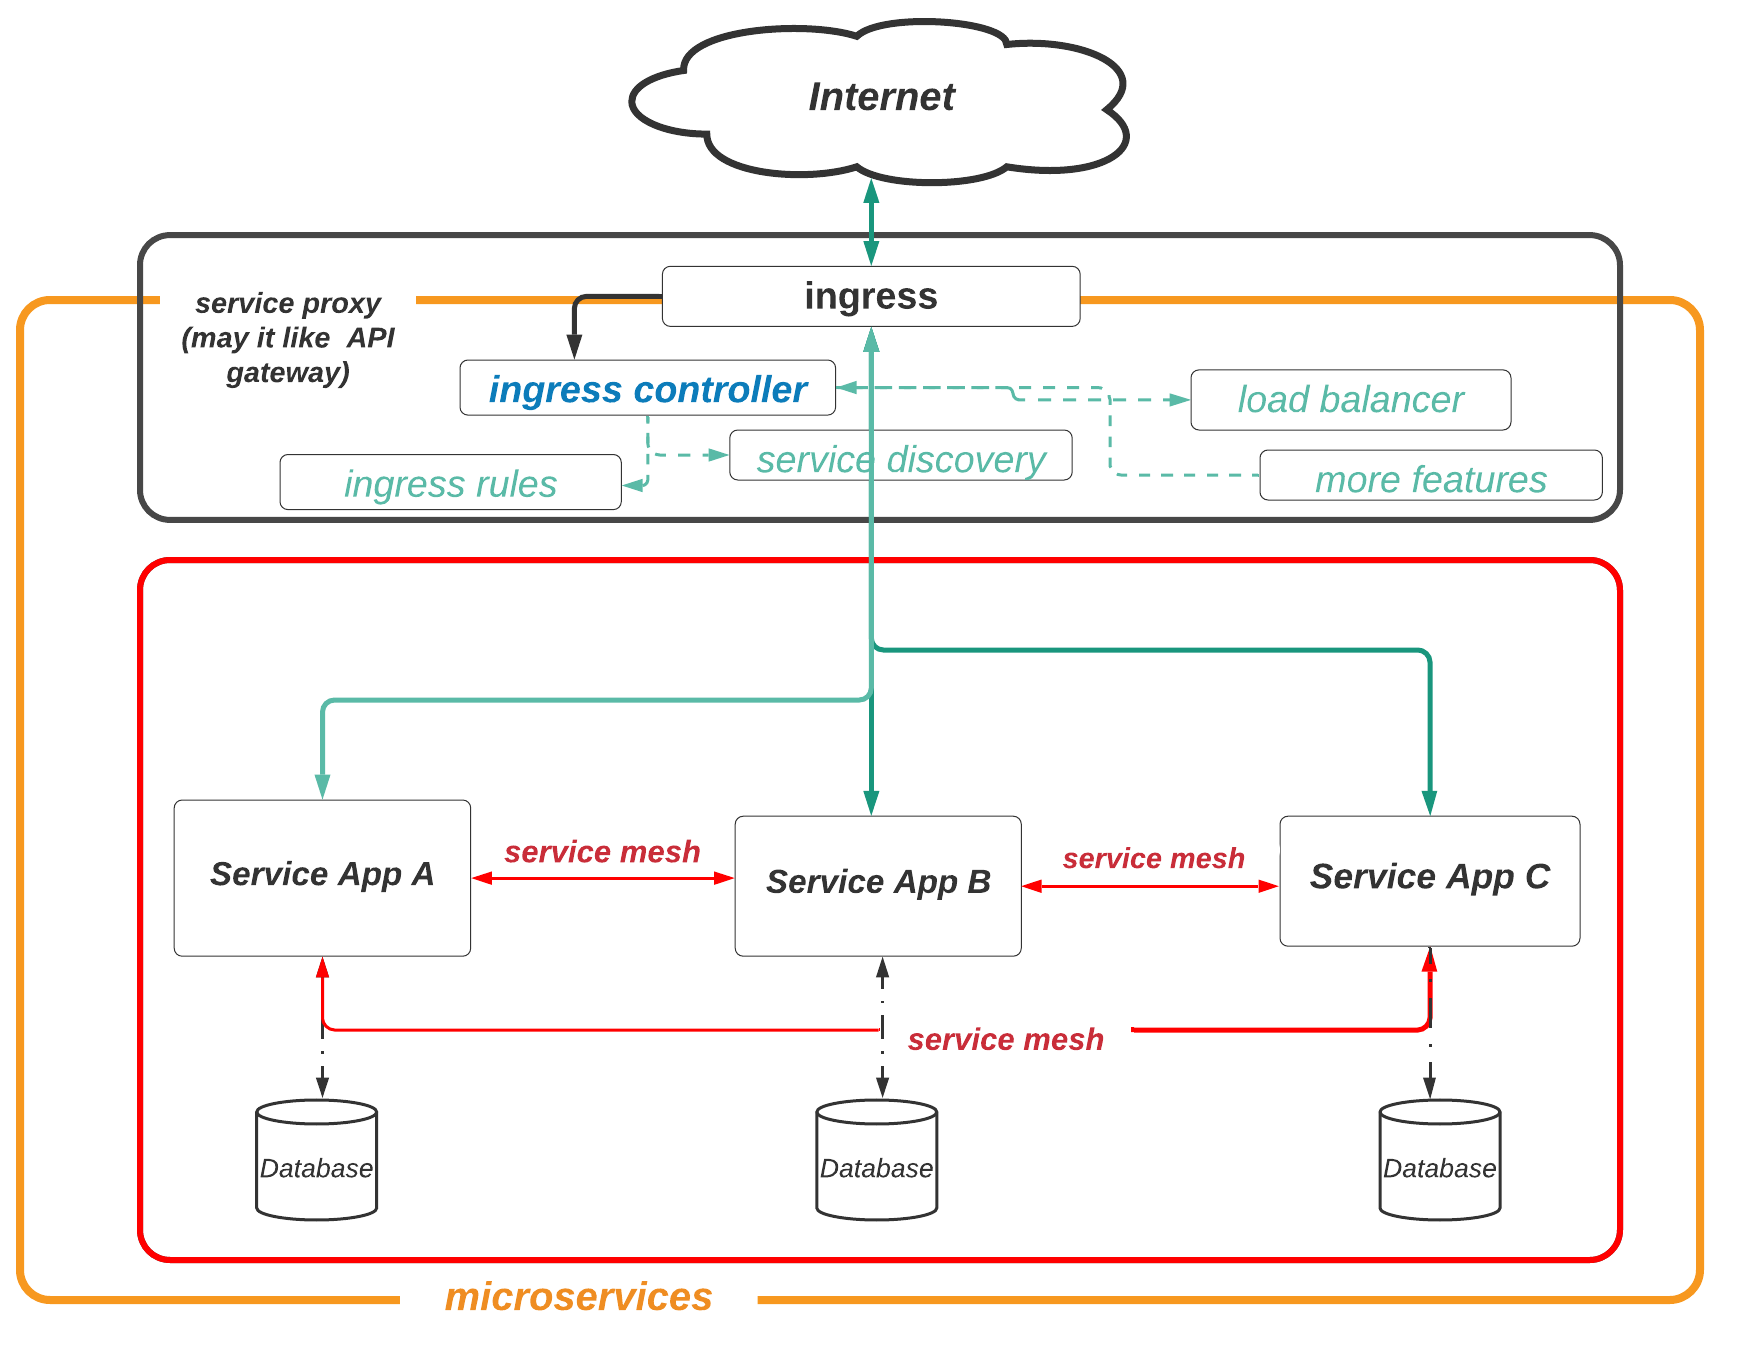 Internet
ingress
service proxy
(may it like API
gateway)
ingress controller
load balancer
service discovery
more features
ingress rules
service mesh
service mesh
Service App A
Service App B
Service App C
service mesh
Database
Database
Database
microservices